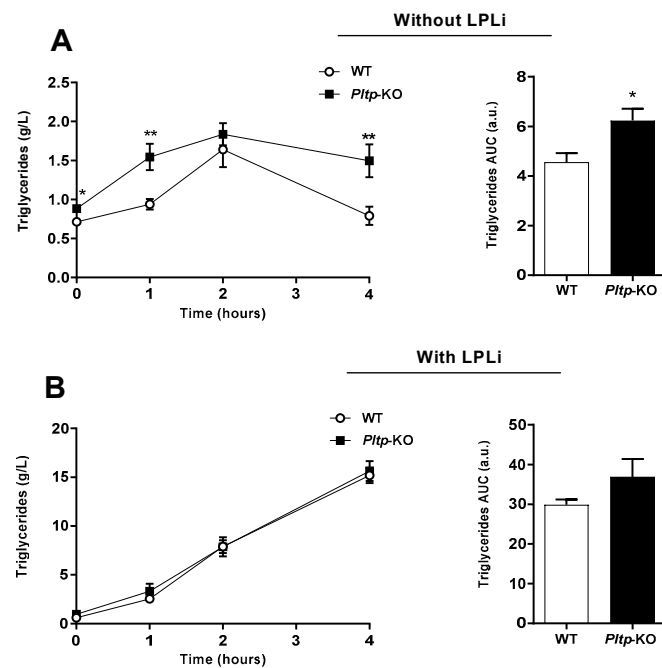 Without LPLi
A
WT
Pltp-KO
Triglycerides (g/L)
2.5
2.0
1.5
1.0
0.5
0.0
*
**
**
0 1 2 3 4
Time (hours)
Triglycerides AUC (a.u.)
8
6
4
2
0
*
WT Pltp-KO
With LPLi
B
WT
Pltp-KO
Triglycerides (g/L)
20
15
10
5
0
0 1 2 3 4
Time (hours)
Triglycerides AUC (a.u.)
50
40
30
20
10
0
WT Pltp-KO